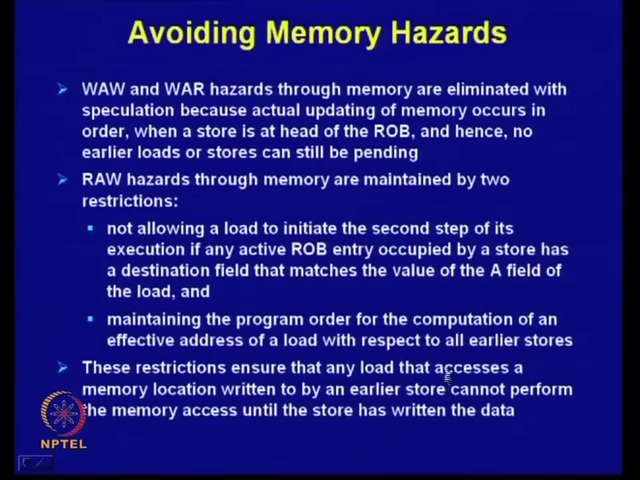 Avoiding Memory Hazards
WAW and WAR hazards through memory are eliminated with
speculation because actual updating of memory occurs in
order, when a store is at head of the ROB, and hence, no
earlier loads or stores can still be pending
RAW hazards through memory are maintained by two
restrictions:
not allowing a load to initiate the second step of its
execution if any active ROB entry occupied by a store has
a destination field that matches the value of the A field of
the load, and
maintaining the program order for the computation of an
effective address of a load with respect to all earlier stores
These restrictions ensure that any load that accesses a
memory location written to by an earlier store cannot perform
the memory access until the store has written the data
NPTEL